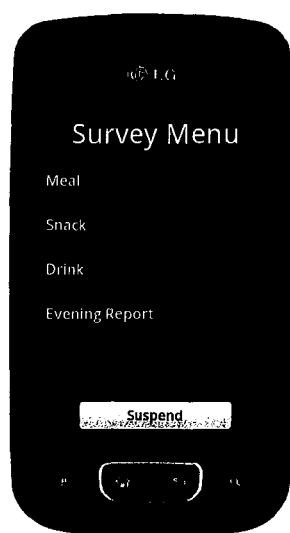 LG
Survey Menu
Meal
Snack
Drink
Evening Report
Suspend